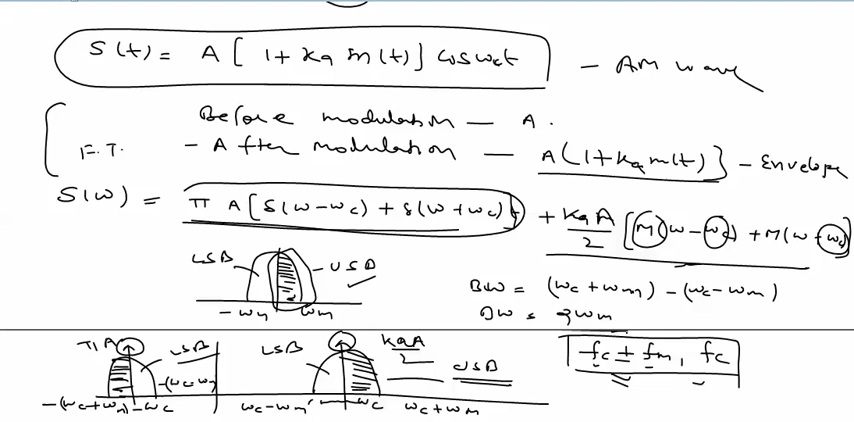 S(t) = A [ 1 + ka m(t) ] cos ωct — AM wave
Before modulation — A.
F.T. - After modulation — A(1+ka m(t)) - Envelope
S(ω) = π A [ δ(ω-ωc) + δ(ω+ωc) ] + kaA/2 [ M(ω-ωc) + M(ω+ωc) ]
LSB USB
-ωm ωm
BW = (ωc+ωm) - (ωc-ωm)
BW = 2ωm
πA LSB LSB kaA/2 USB fc ± fm, fc
-(ωc-ωm)
-(ωc+ωm) -ωc ωc-ωm ωc ωc+ωm